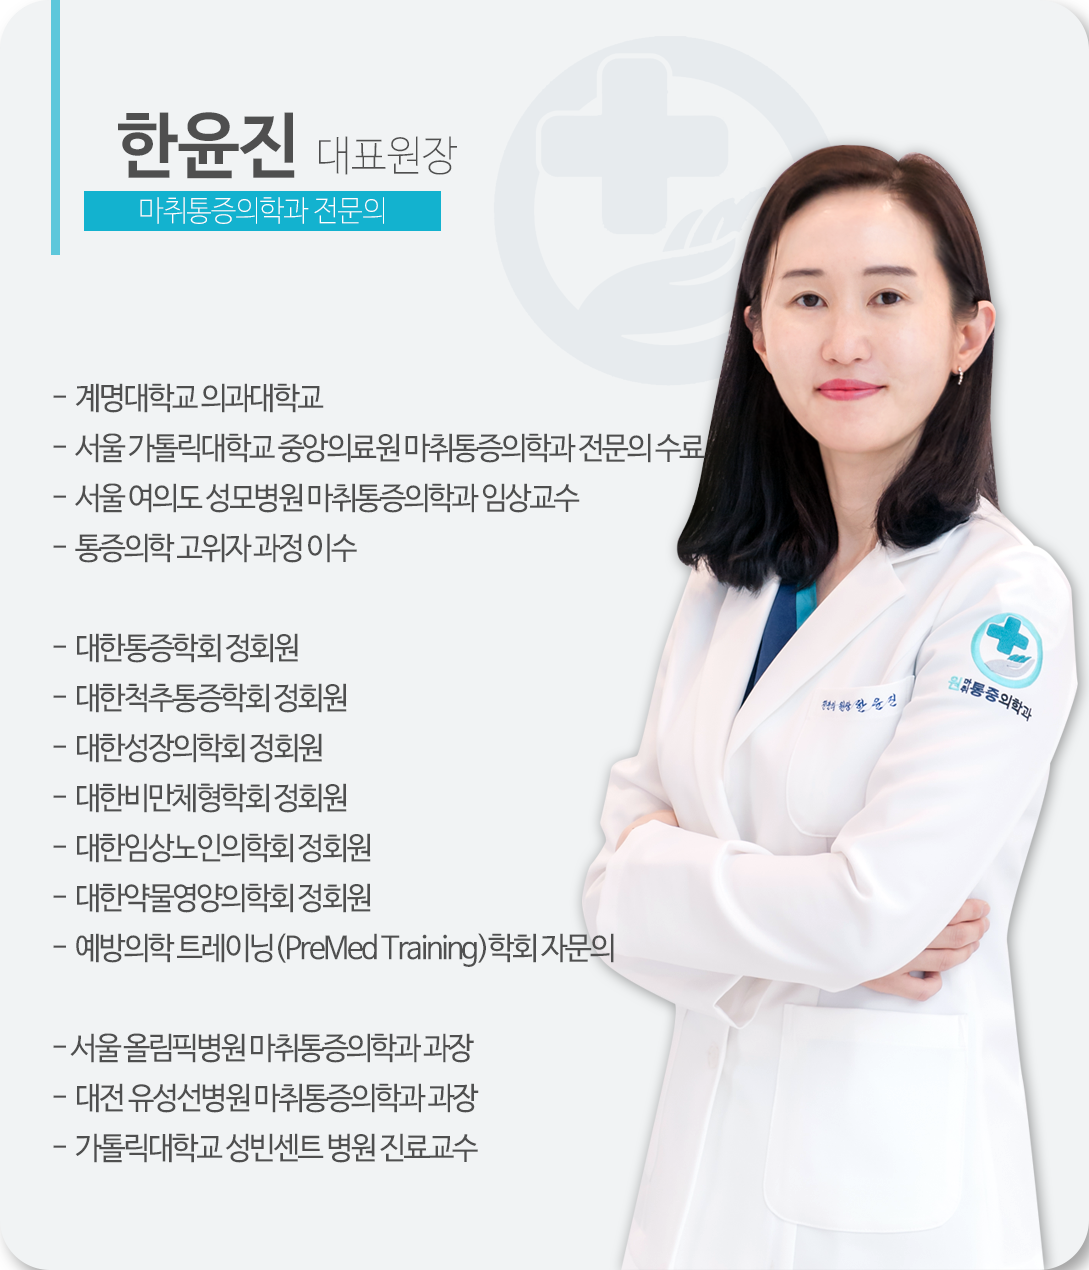 한윤진 대표원장
마취통증의학과 전문의
- 계명대학교 의과대학교
- 서울 가톨릭대학교 중앙의료원 마취통증의학과 전문의 수료
- 서울 여의도 성모병원 마취통증의학과 임상교수
- 통증의학 고위자 과정 이수
- 대한통증학회 정회원
- 대한척추통증학회 정회원
- 대한성장의학회 정회원
- 대한비만체형학회 정회원
- 대한임상노인의학회 정회원
- 대한약물영양의학회 정회원
- 예방의학 트레이닝(PreMed Training)학회 자문의
- 서울 올림픽병원 마취통증의학과 과장
- 대전 유성선병원 마취통증의학과 과장
- 가톨릭대학교 성빈센트 병원 진료교수
원마취통증의학과
한윤진